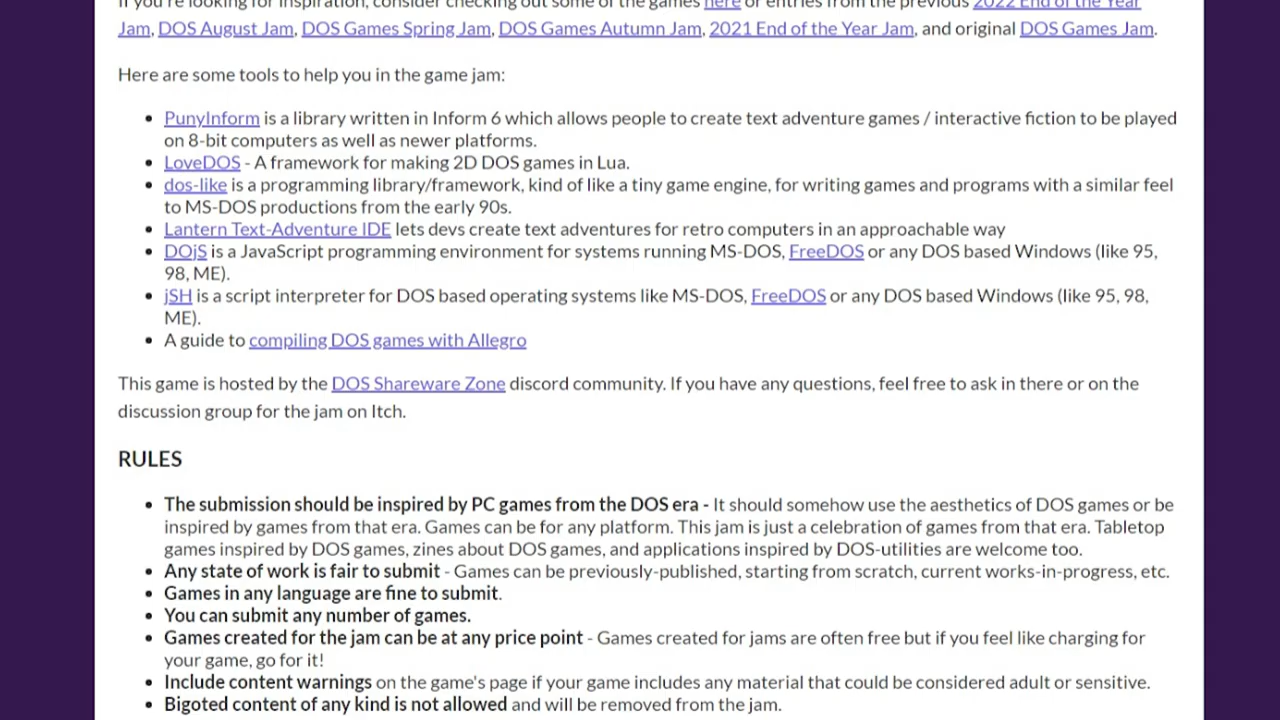 If you're looking for inspiration, consider checking out some of the games here or entries from the previous 2022 End of the Year
Jam, DOS August Jam, DOS Games Spring Jam, DOS Games Autumn Jam, 2021 End of the Year Jam, and original DOS Games Jam.
Here are some tools to help you in the game jam:
• PunyInform is a library written in Inform 6 which allows people to create text adventure games / interactive fiction to be played
on 8-bit computers as well as newer platforms.
• LoveDOS - A framework for making 2D DOS games in Lua.
• dos-like is a programming library/framework, kind of like a tiny game engine, for writing games and programs with a similar feel
to MS-DOS productions from the early 90s.
• Lantern Text-Adventure IDE lets devs create text adventures for retro computers in an approachable way
• DOjS is a JavaScript programming environment for systems running MS-DOS, FreeDOS or any DOS based Windows (like 95,
98, ME).
• jSH is a script interpreter for DOS based operating systems like MS-DOS, FreeDOS or any DOS based Windows (like 95, 98,
ME).
• A guide to compiling DOS games with Allegro
This game is hosted by the DOS Shareware Zone discord community. If you have any questions, feel free to ask in there or on the
discussion group for the jam on Itch.
RULES
• The submission should be inspired by PC games from the DOS era - It should somehow use the aesthetics of DOS games or be
inspired by games from that era. Games can be for any platform. This jam is just a celebration of games from that era. Tabletop
games inspired by DOS games, zines about DOS games, and applications inspired by DOS-utilities are welcome too.
• Any state of work is fair to submit - Games can be previously-published, starting from scratch, current works-in-progress, etc.
• Games in any language are fine to submit.
• You can submit any number of games.
• Games created for the jam can be at any price point - Games created for jams are often free but if you feel like charging for
your game, go for it!
• Include content warnings on the game's page if your game includes any material that could be considered adult or sensitive.
• Bigoted content of any kind is not allowed and will be removed from the jam.